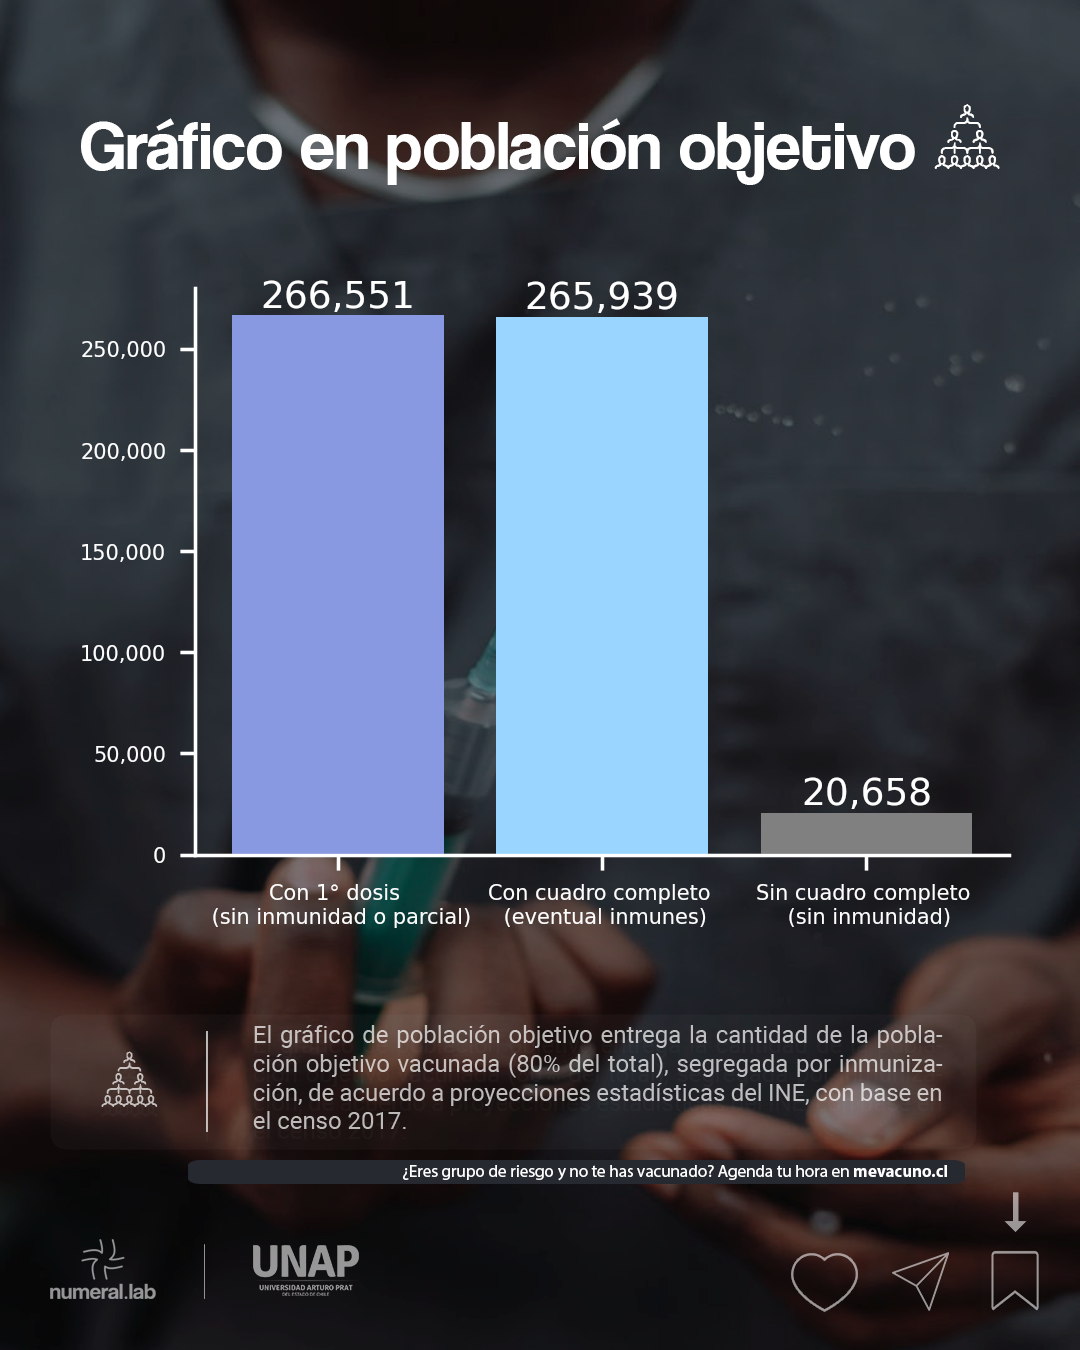 Gráfico en población objetivo
266,551
265,939
20,658
250,000
200,000
150,000
100,000
50,000
0
Con 1° dosis
(sin inmunidad o parcial)
Con cuadro completo
(eventual inmunes)
Sin cuadro completo
(sin inmunidad)
El gráfico de población objetivo entrega la cantidad de la pobla-
ción objetivo vacunada (80% del total), segregada por inmuniza-
ción, de acuerdo a proyecciones estadísticas del INE, con base en
el censo 2017.
¿Eres grupo de riesgo y no te has vacunado? Agenda tu hora en mevacuno.cl
numeral.lab
UNAP
UNIVERSIDAD ARTURO PRAT
DEL ESTADO DE CHILE